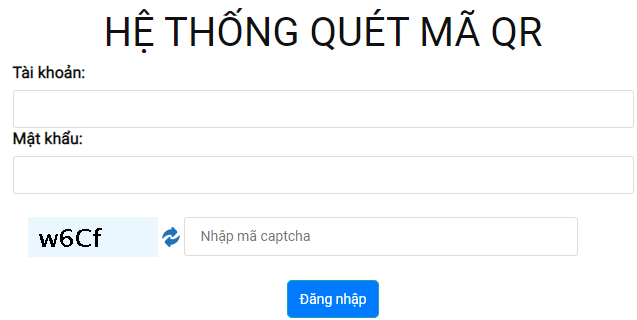 HỆ THỐNG QUÉT MÃ QR
Tài khoản:
Mật khẩu:
w6Cf Nhập mã captcha
Đăng nhập